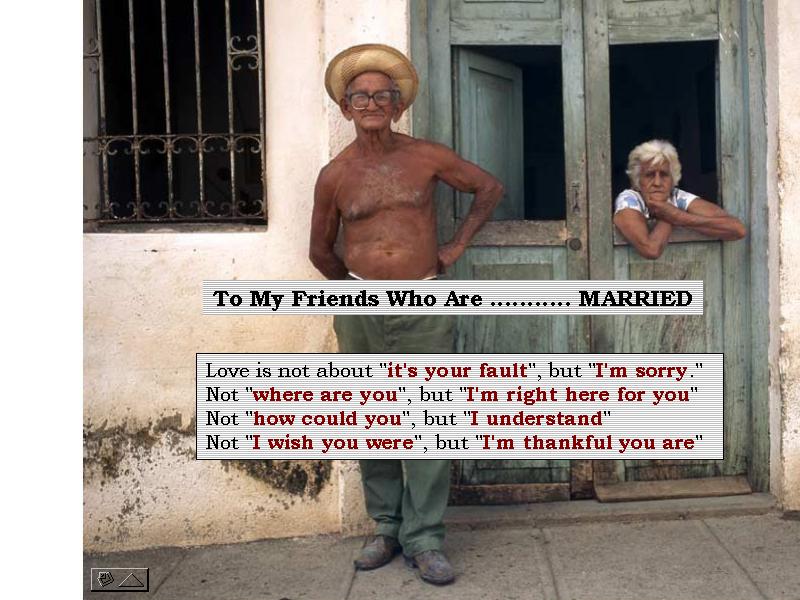 To My Friends Who Are ........... MARRIED
Love is not about "it's your fault", but "I'm sorry."
Not "where are you", but "I'm right here for you"
Not "how could you", but "I understand"
Not "I wish you were", but "I'm thankful you are"